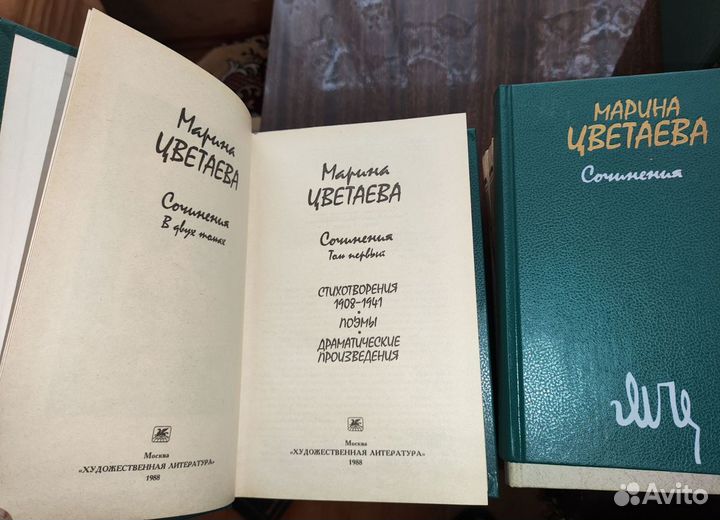 Марина
ЦВЕТАЕВА
Сочинения
В двух томах
Москва
«ХУДОЖЕСТВЕННАЯ ЛИТЕРАТУРА»
1988
Марина
ЦВЕТАЕВА
Сочинения
Том первый
СТИХОТВОРЕНИЯ
1908-1941
ПОЭМЫ
ДРАМАТИЧЕСКИЕ
ПРОИЗВЕДЕНИЯ
Москва
«ХУДОЖЕСТВЕННАЯ ЛИТЕРАТУРА»
1988
МАРИНА
ЦВЕТАЕВА
Сочинения
МЦ
Avito